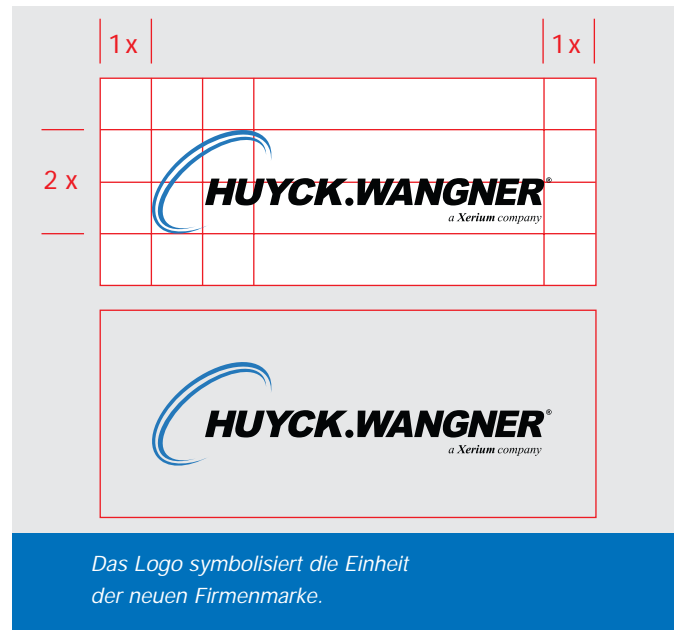 1x 1x
2 x
HUYCK.WANGNER®
a Xerium company
HUYCK.WANGNER®
a Xerium company
Das Logo symbolisiert die Einheit
der neuen Firmenmarke.